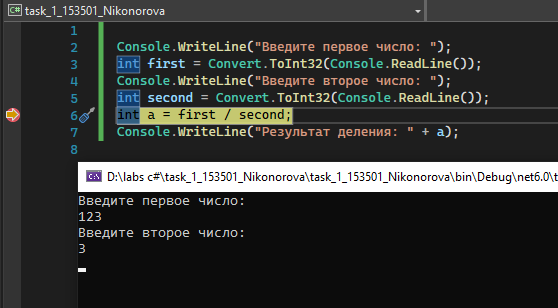 C# task_1_153501_Nikonorova
1
2 Console.WriteLine("Введите первое число: ");
3 int first = Convert.ToInt32(Console.ReadLine());
4 Console.WriteLine("Введите второе число: ");
5 int second = Convert.ToInt32(Console.ReadLine());
6 int a = first / second;
7 Console.WriteLine("Результат деления: " + a);
8
D:\labs c#\task_1_153501_Nikonorova\task_1_153501_Nikonorova\bin\Debug\net6.0\t
Введите первое число:
123
Введите второе число:
3